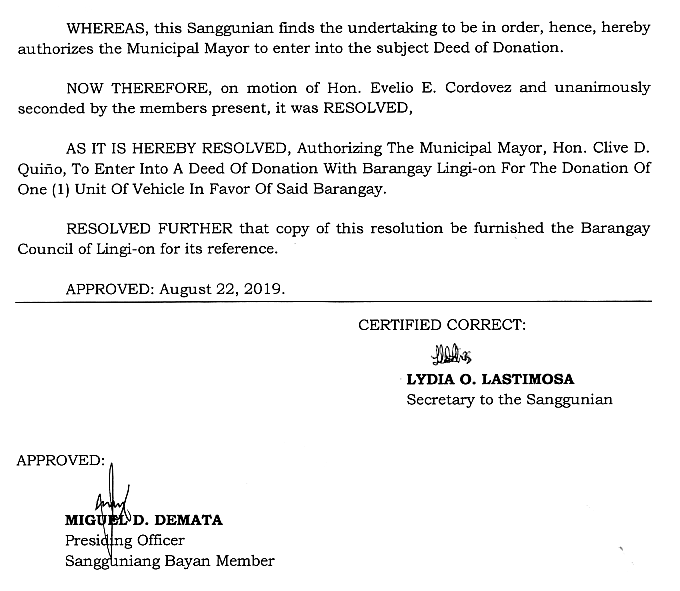 WHEREAS, this Sanggunian finds the undertaking to be in order, hence, hereby
authorizes the Municipal Mayor to enter into the subject Deed of Donation.
NOW THEREFORE, on motion of Hon. Evelio E. Cordovez and unanimously
seconded by the members present, it was RESOLVED,
AS IT IS HEREBY RESOLVED, Authorizing The Municipal Mayor, Hon. Clive D.
Quiño, To Enter Into A Deed Of Donation With Barangay Lingi-on For The Donation Of
One (1) Unit Of Vehicle In Favor Of Said Barangay.
RESOLVED FURTHER that copy of this resolution be furnished the Barangay
Council of Lingi-on for its reference.
APPROVED: August 22, 2019.
CERTIFIED CORRECT:
LYDIA O. LASTIMOSA
Secretary to the Sanggunian
APPROVED:
MIGUEL D. DEMATA
Presiding Officer
Sangguniang Bayan Member